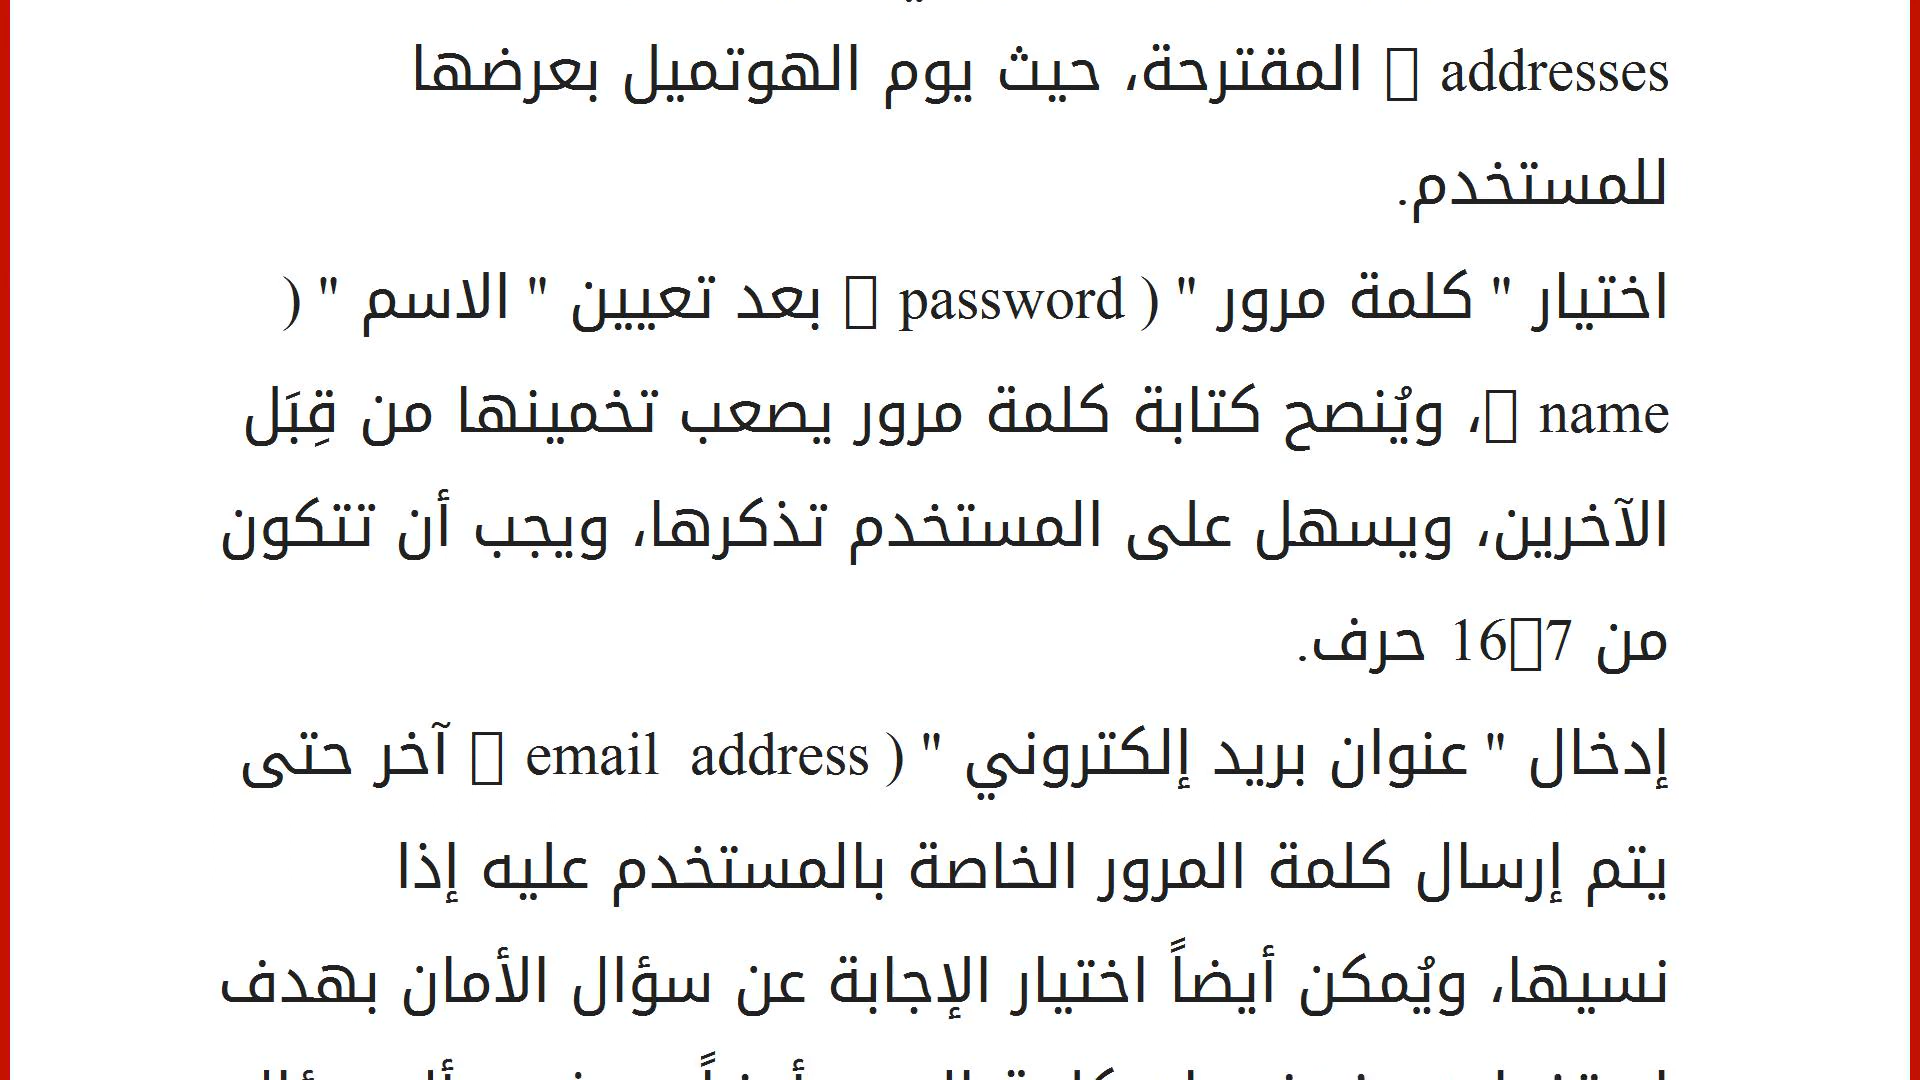 addresses ▯ المقترحة، حيث يوم الهوتميل بعرضها
للمستخدم.
اختيار " كلمة مرور " ( password ▯ بعد تعيين " الاسم " (
name ▯، ويُنصح كتابة كلمة مرور يصعب تخمينها من قِبَل
الآخرين، ويسهل على المستخدم تذكرها، ويجب أن تتكون
من 7▯16 حرف.
إدخال " عنوان بريد إلكتروني " ( email address ▯ آخر حتى
يتم إرسال كلمة المرور الخاصة بالمستخدم عليه إذا
نسيها، ويُمكن أيضاً اختيار الإجابة عن سؤال الأمان بهدف